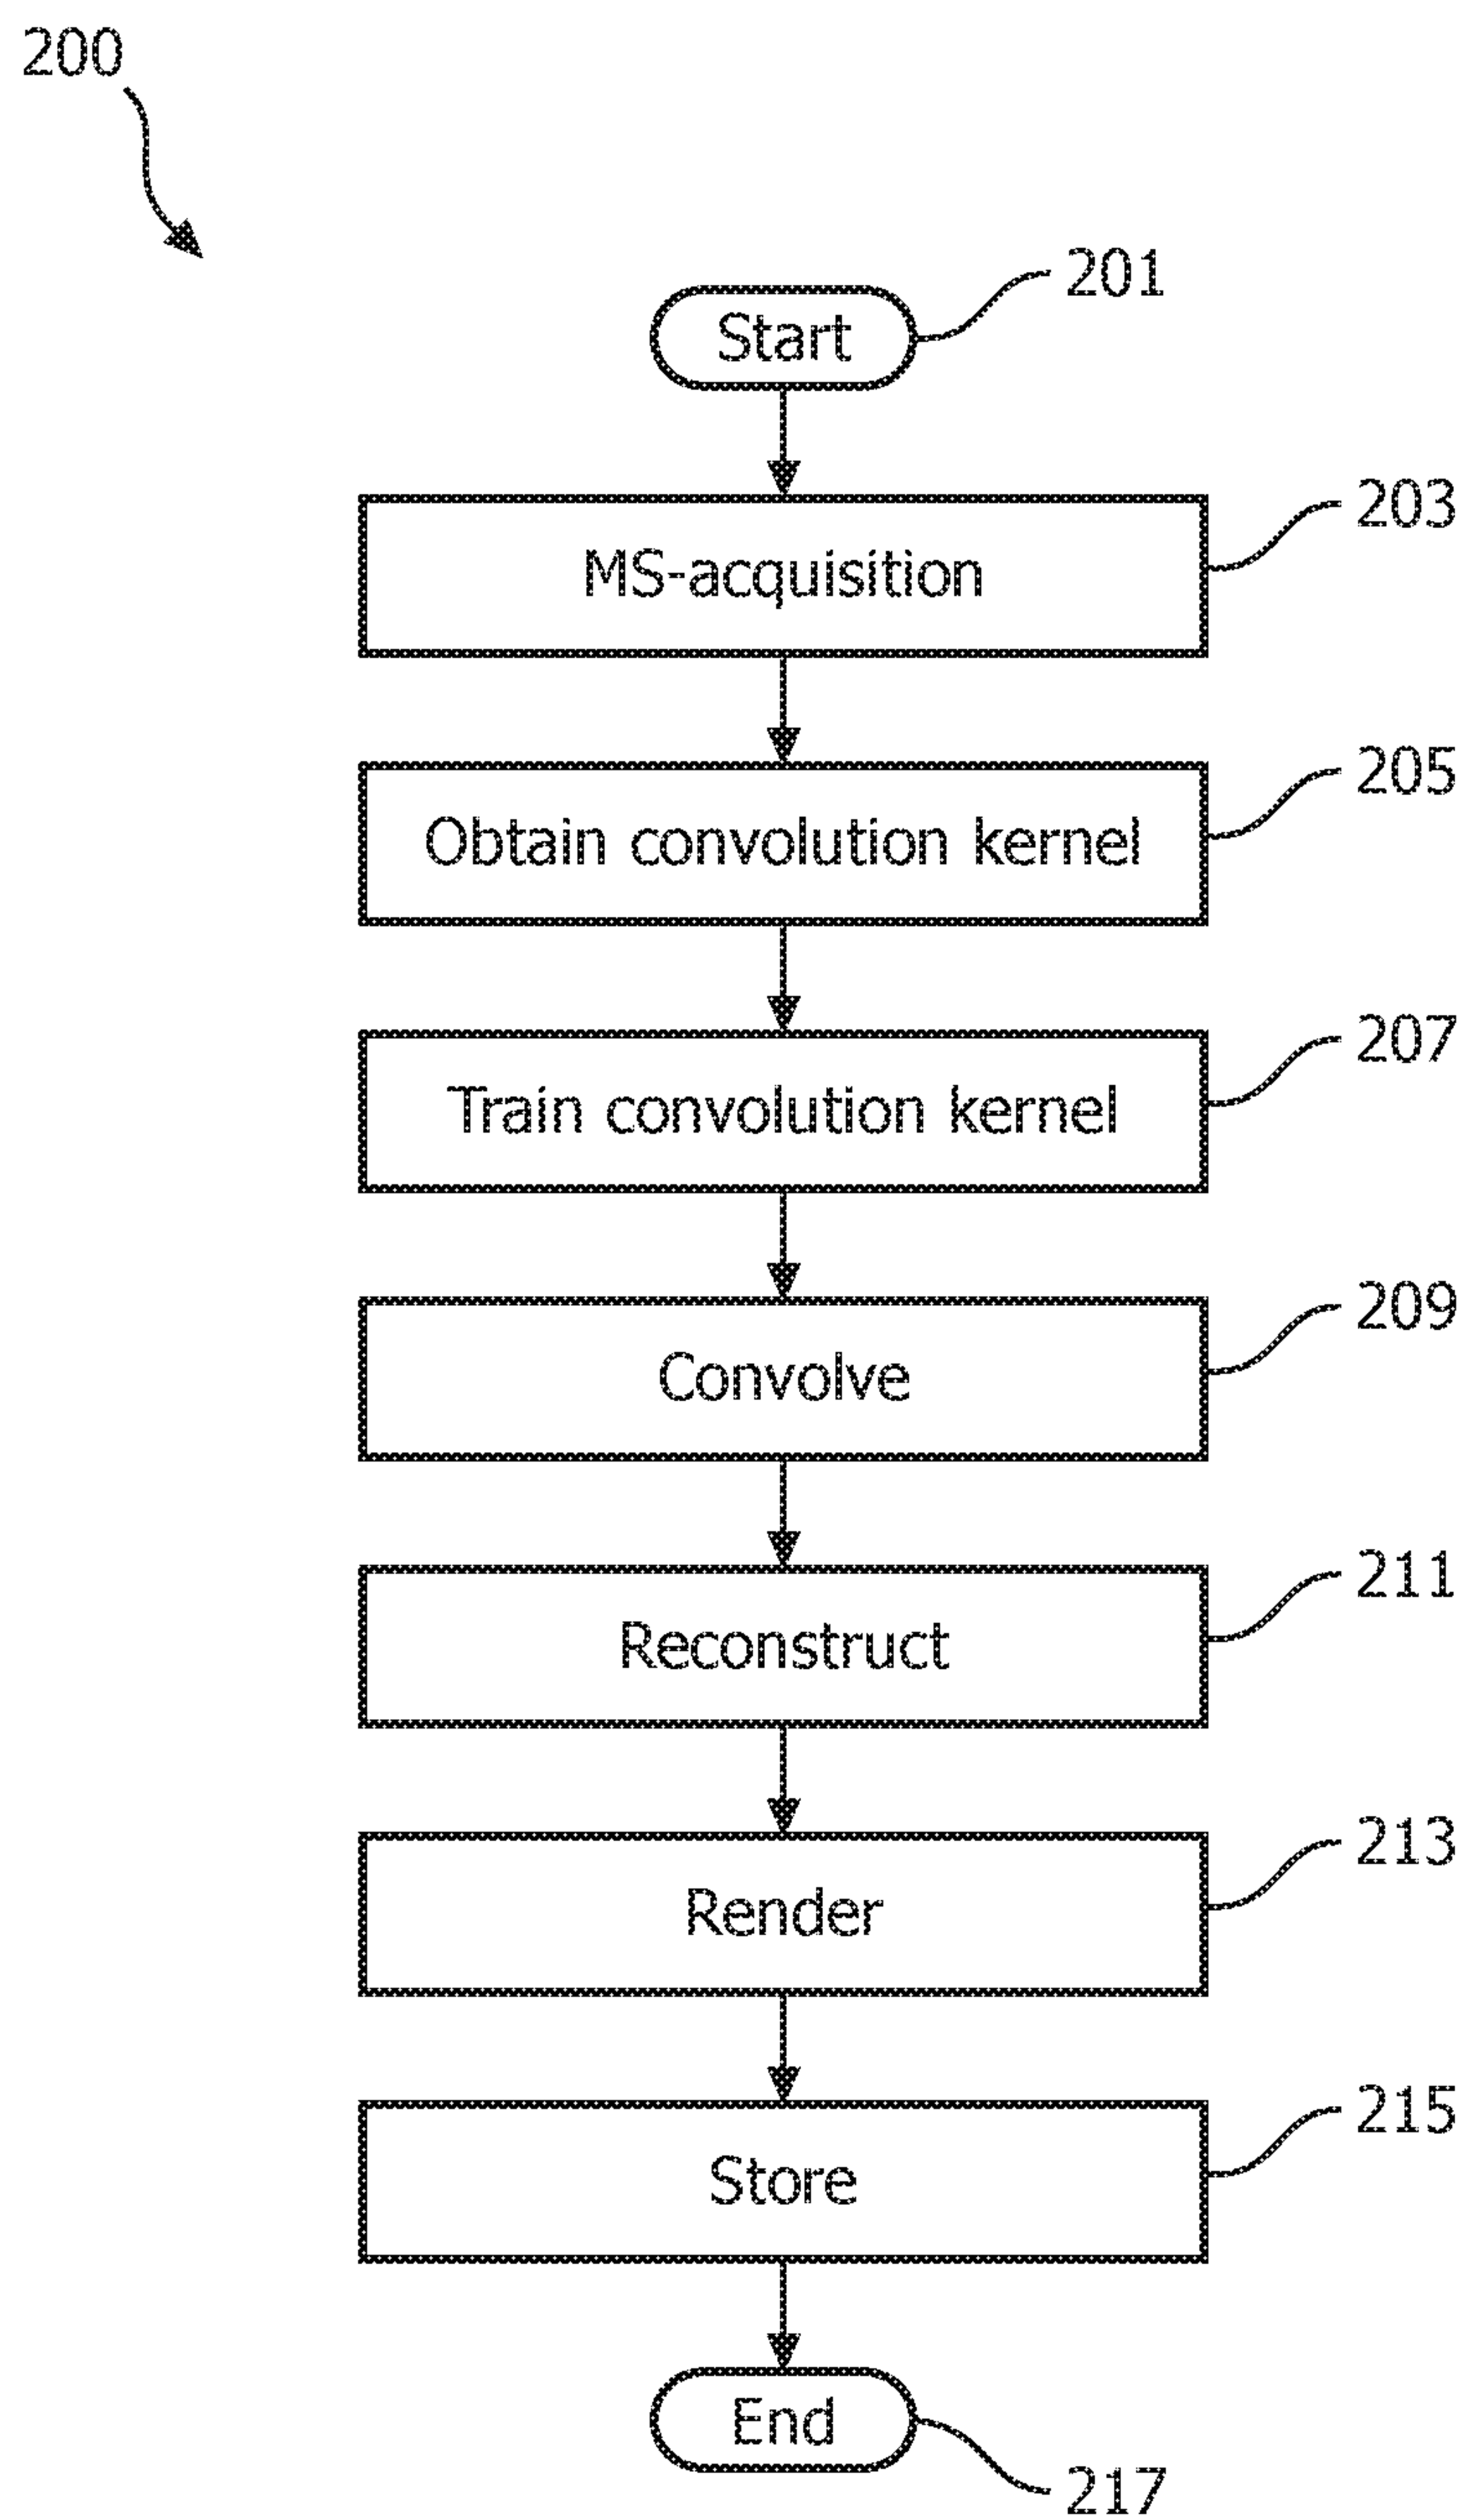 200
201
Start
203
MS-acquisition
205
Obtain convolution kernel
207
Train convolution kernel
209
Convolve
211
Reconstruct
213
Render
215
Store
End
217